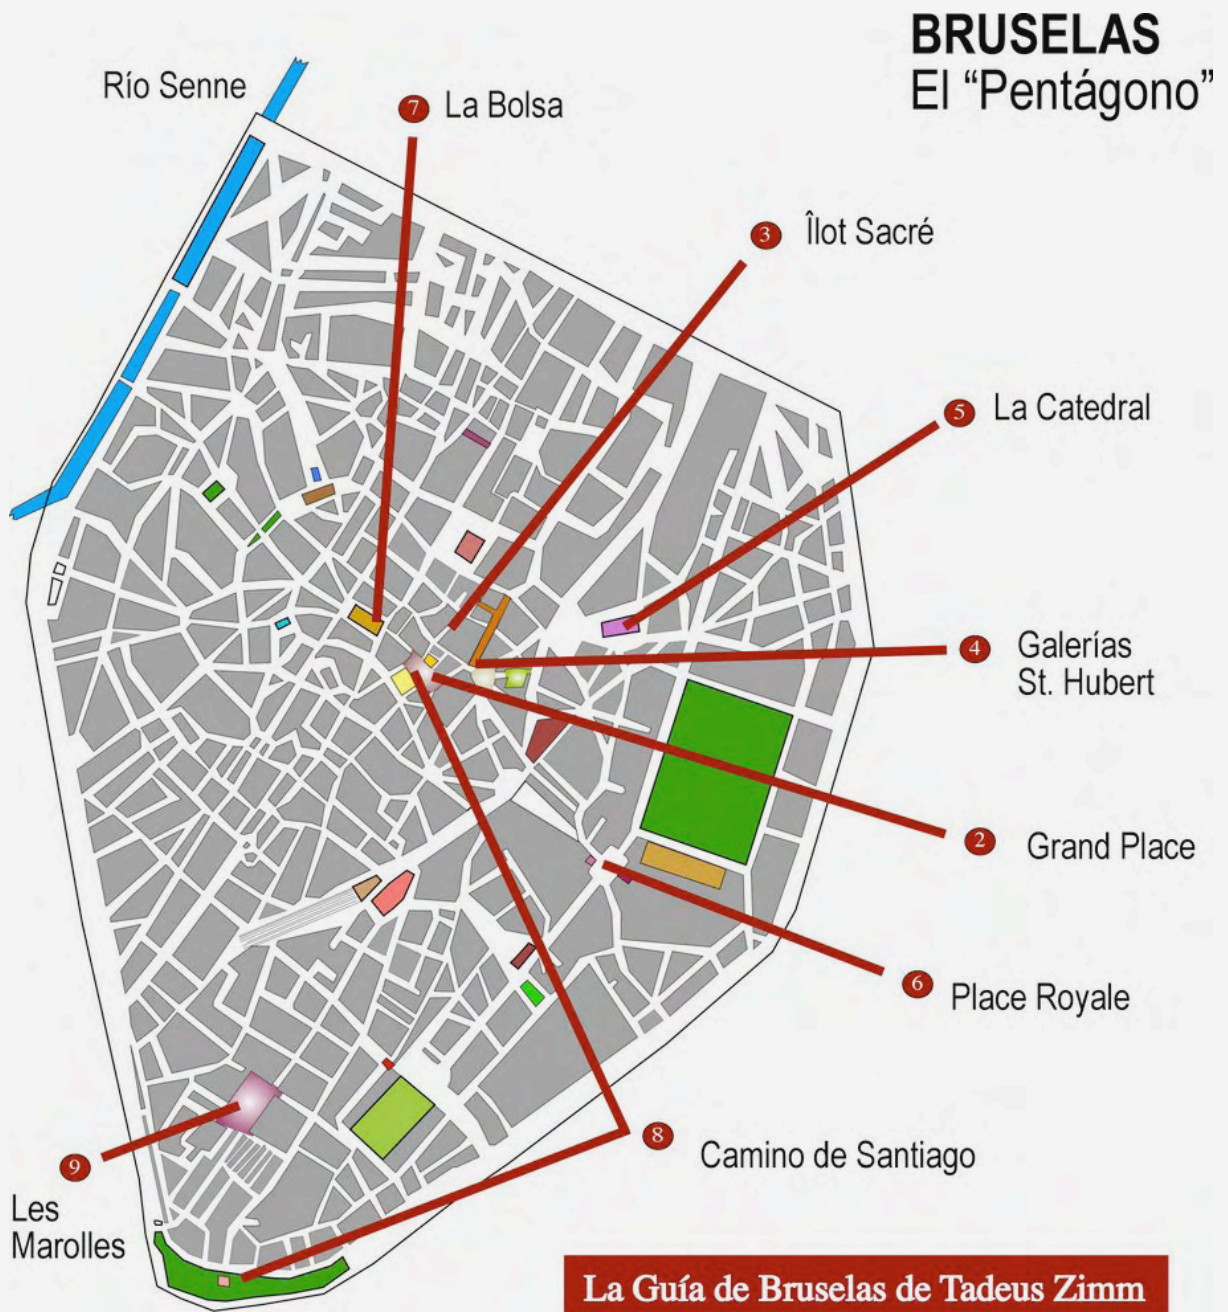 BRUSELAS
El “Pentágono”
Río Senne
7 La Bolsa
3 Îlot Sacré
5 La Catedral
4 Galerías
St. Hubert
2 Grand Place
6 Place Royale
8 Camino de Santiago
9
Les
Marolles
La Guía de Bruselas de Tadeus Zimm